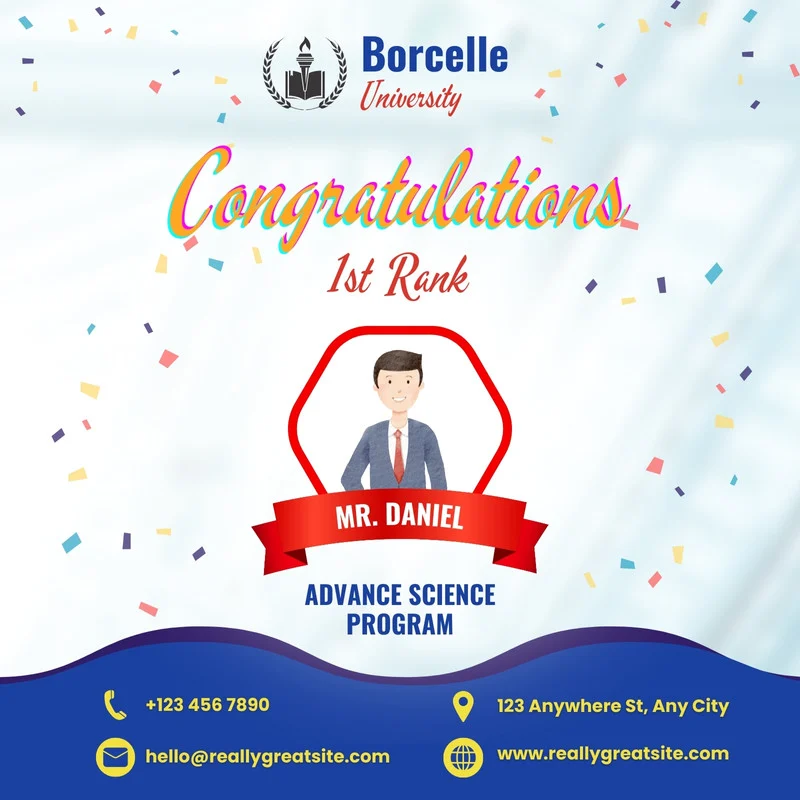 Borcelle
University
Congratulations
1st Rank
MR. DANIEL
ADVANCE SCIENCE
PROGRAM
+123 456 7890
123 Anywhere St, Any City
hello@reallygreatsite.com
www.reallygreatsite.com